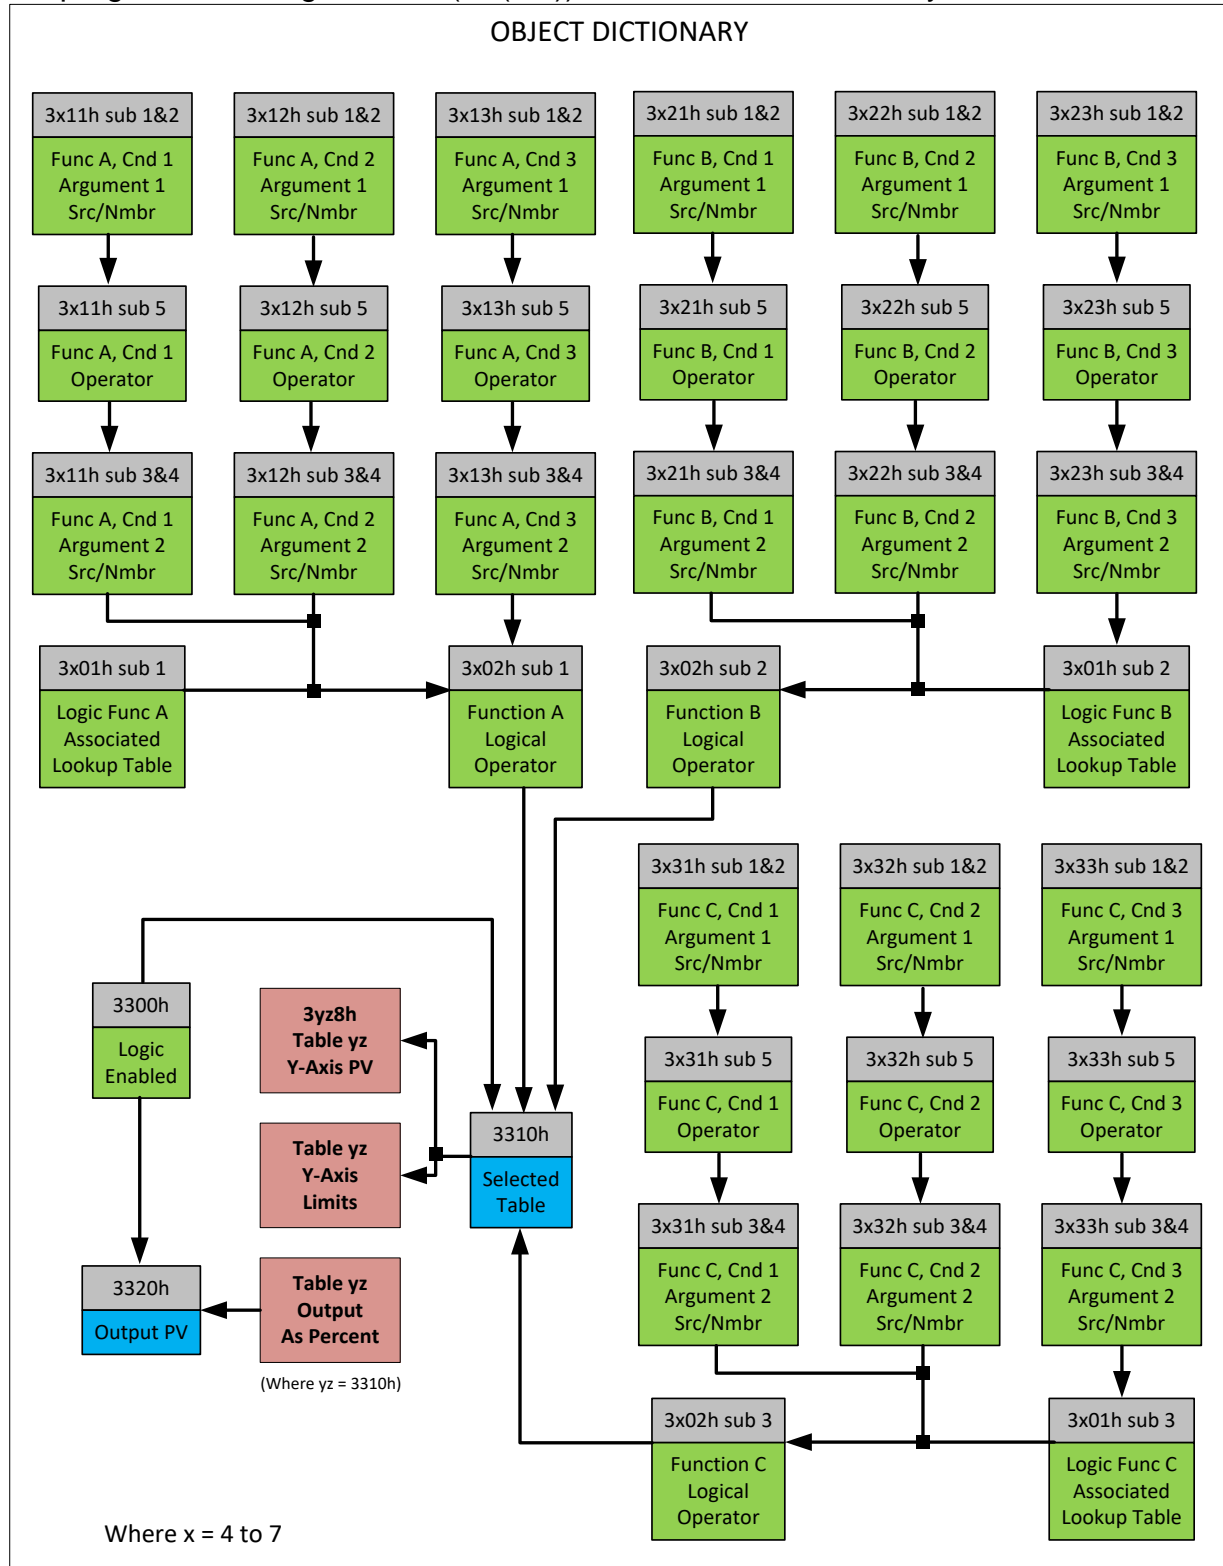 OBJECT DICTIONARY
3x11h sub 1&2
Func A, Cnd 1
Argument 1
Src/Nmbr
3x12h sub 1&2
Func A, Cnd 2
Argument 1
Src/Nmbr
3x13h sub 1&2
Func A, Cnd 3
Argument 1
Src/Nmbr
3x21h sub 1&2
Func B, Cnd 1
Argument 1
Src/Nmbr
3x22h sub 1&2
Func B, Cnd 2
Argument 1
Src/Nmbr
3x23h sub 1&2
Func B, Cnd 3
Argument 1
Src/Nmbr
3x11h sub 5
Func A, Cnd 1
Operator
3x12h sub 5
Func A, Cnd 2
Operator
3x13h sub 5
Func A, Cnd 3
Operator
3x21h sub 5
Func B, Cnd 1
Operator
3x22h sub 5
Func B, Cnd 2
Operator
3x23h sub 5
Func B, Cnd 3
Operator
3x11h sub 3&4
Func A, Cnd 1
Argument 2
Src/Nmbr
3x12h sub 3&4
Func A, Cnd 2
Argument 2
Src/Nmbr
3x13h sub 3&4
Func A, Cnd 3
Argument 2
Src/Nmbr
3x21h sub 3&4
Func B, Cnd 1
Argument 2
Src/Nmbr
3x22h sub 3&4
Func B, Cnd 2
Argument 2
Src/Nmbr
3x23h sub 3&4
Func B, Cnd 3
Argument 2
Src/Nmbr
3x01h sub 1
Logic Func A
Associated
Lookup Table
3x02h sub 1
Function A
Logical
Operator
3x02h sub 2
Function B
Logical
Operator
3x01h sub 2
Logic Func B
Associated
Lookup Table
3x31h sub 1&2
Func C, Cnd 1
Argument 1
Src/Nmbr
3x32h sub 1&2
Func C, Cnd 2
Argument 1
Src/Nmbr
3x33h sub 1&2
Func C, Cnd 3
Argument 1
Src/Nmbr
3300h
Logic
Enabled
3yz8h
Table yz
Y-Axis PV
3x31h sub 5
Func C, Cnd 1
Operator
3x32h sub 5
Func C, Cnd 2
Operator
3x33h sub 5
Func C, Cnd 3
Operator
Table yz
Y-Axis
Limits
3310h
Selected
Table
3x31h sub 3&4
Func C, Cnd 1
Argument 2
Src/Nmbr
3x32h sub 3&4
Func C, Cnd 2
Argument 2
Src/Nmbr
3x33h sub 3&4
Func C, Cnd 3
Argument 2
Src/Nmbr
3320h
Output PV
Table yz
Output
As Percent
(Where yz = 3310h)
3x02h sub 3
Function C
Logical
Operator
3x01h sub 3
Logic Func C
Associated
Lookup Table
Where x = 4 to 7